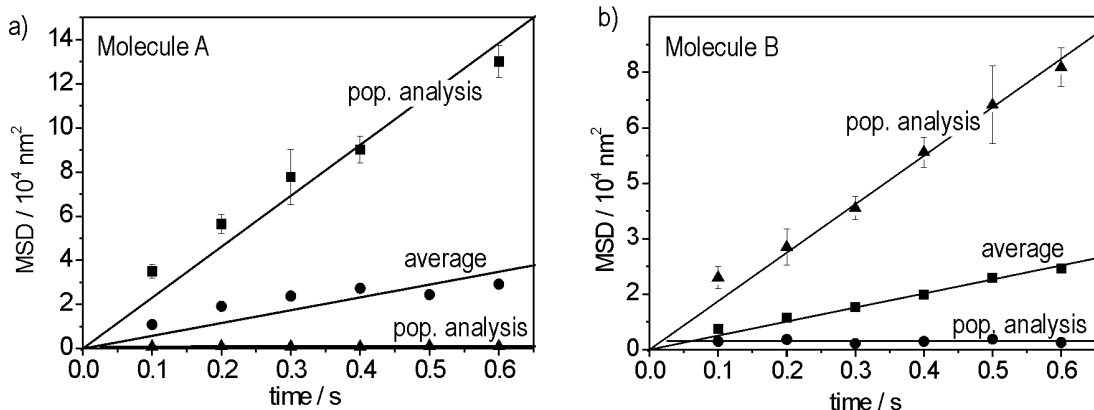 a)
Molecule A
MSD / 10⁴ nm²
14
12
10
8
6
4
2
0
pop. analysis
average
pop. analysis
0.0 0.1 0.2 0.3 0.4 0.5 0.6
time / s
b)
Molecule B
MSD / 10⁴ nm²
8
6
5
3
2
0
pop. analysis
average
pop. analysis
0.0 0.1 0.2 0.3 0.4 0.5 0.6
time / s